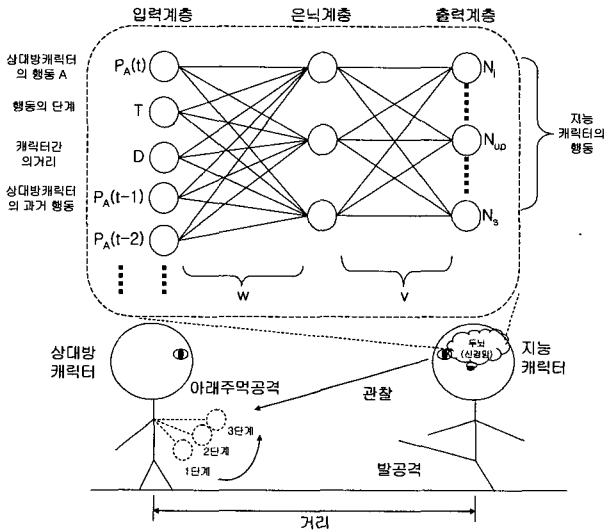 입력계층
은닉계층
출력계층
상대방캐릭터
의 행동 A
P_A(t)
N_l
행동의 단계
T
지능
캐릭터의
행동
캐릭터간
의거리
D
N_up
상대방캐릭터
의 과거 행동
P_A(t-1)
N_s
P_A(t-2)
W
V
상대방
캐릭터
두뇌
(신경망)
지능
캐릭터
아래주먹공격
관찰
3단계
2단계
1단계
발공격
거리